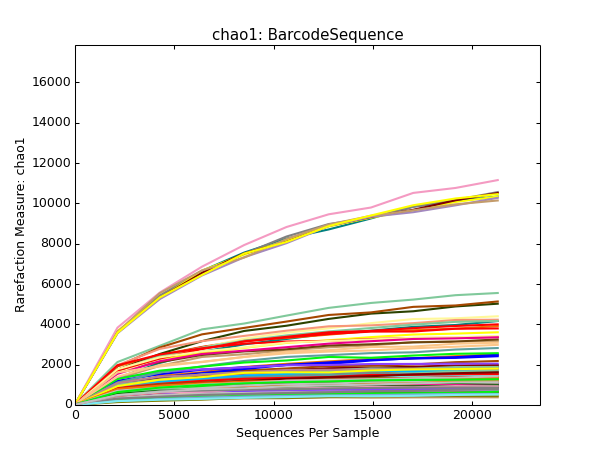 chao1: BarcodeSequence
Rarefaction Measure: chao1
16000
14000
12000
10000
8000
6000
4000
2000
0
0 5000 10000 15000 20000
Sequences Per Sample